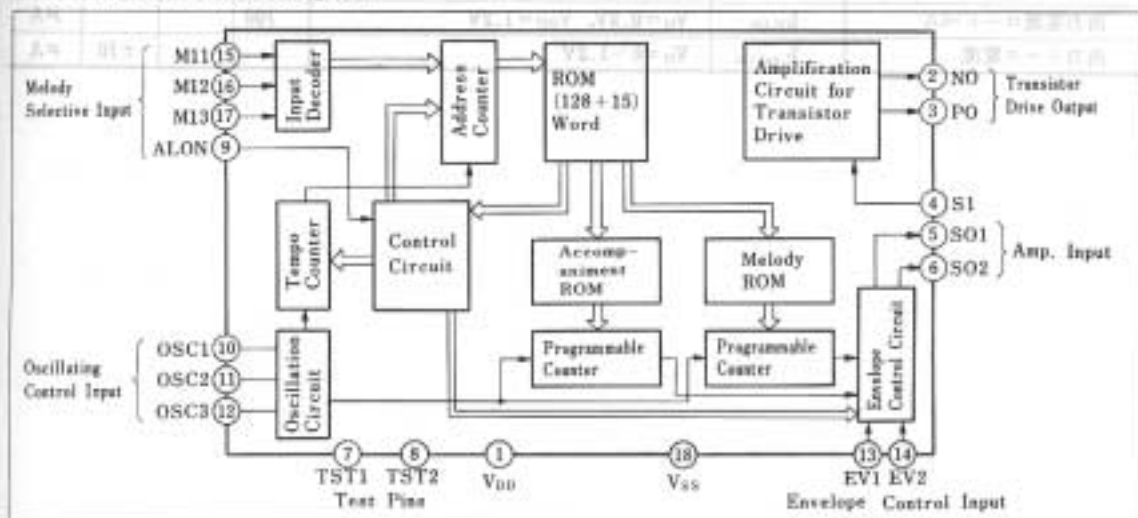 M11 15
M12 16
M13 17
ALON 9
Melody
Selective Input
Input
Decoder
Address
Counter
ROM
(128+15)
Word
Amplification
Circuit for
Transistor
Drive
2 NO
3 PO
Transistor
Drive Output
4 S1
5 SO1
6 SO2
Amp. Input
Tempo
Counter
Control
Circuit
Accomp-
animent
ROM
Melody
ROM
Oscillating
Control Input
OSC1 10
OSC2 11
OSC3 12
Oscillation
Circuit
Programmable
Counter
Programmable
Counter
Envelope
Control Circuit
7 8 1 18 13 14
TST1 TST2 VDD VSS EV1 EV2
Test Pins Envelope Control Input